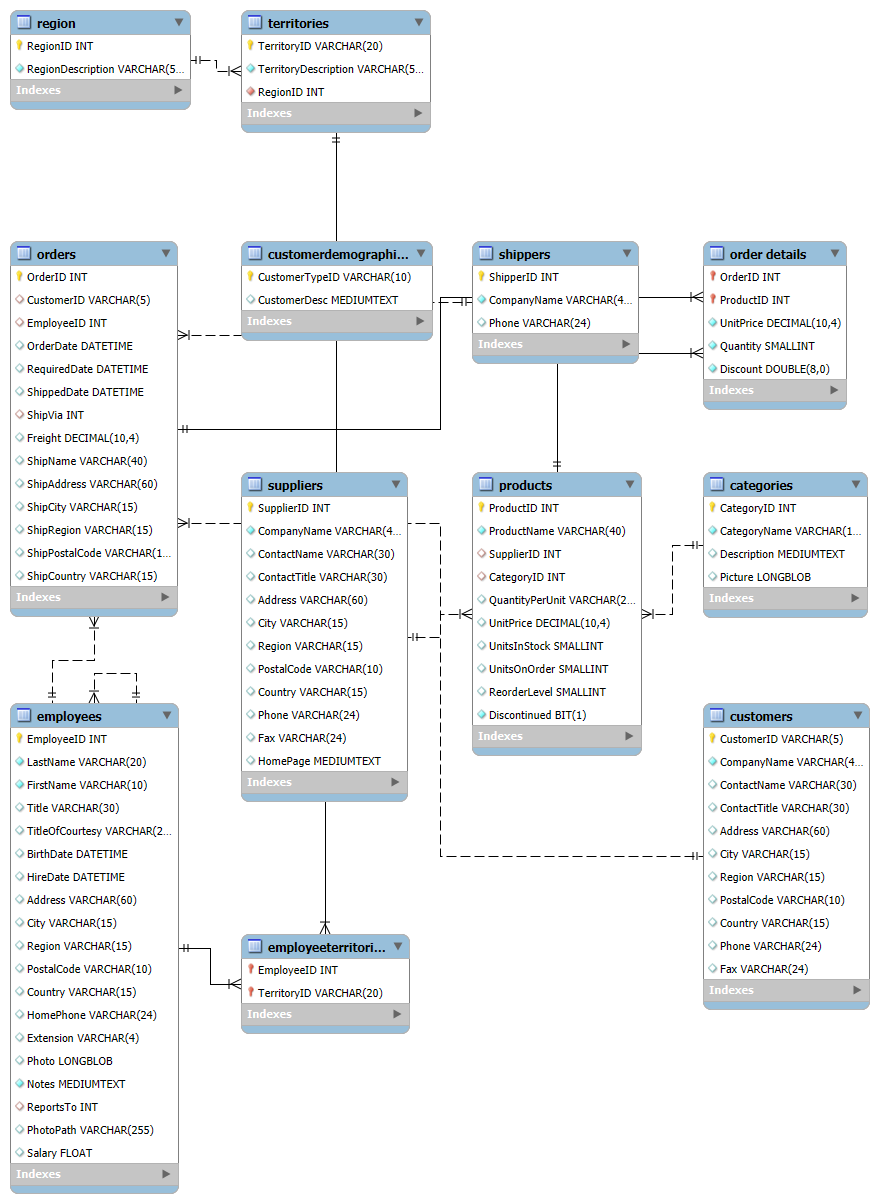 region
RegionID INT
RegionDescription VARCHAR(5...
Indexes
territories
TerritoryID VARCHAR(20)
TerritoryDescription VARCHAR(5...
RegionID INT
Indexes
orders
OrderID INT
CustomerID VARCHAR(5)
EmployeeID INT
OrderDate DATETIME
RequiredDate DATETIME
ShippedDate DATETIME
ShipVia INT
Freight DECIMAL(10,4)
ShipName VARCHAR(40)
ShipAddress VARCHAR(60)
ShipCity VARCHAR(15)
ShipRegion VARCHAR(15)
ShipPostalCode VARCHAR(1...
ShipCountry VARCHAR(15)
Indexes
customerdemographi...
CustomerTypeID VARCHAR(10)
CustomerDesc MEDIUMTEXT
Indexes
shippers
ShipperID INT
CompanyName VARCHAR(4...
Phone VARCHAR(24)
Indexes
order details
OrderID INT
ProductID INT
UnitPrice DECIMAL(10,4)
Quantity SMALLINT
Discount DOUBLE(8,0)
Indexes
suppliers
SupplierID INT
CompanyName VARCHAR(4...
ContactName VARCHAR(30)
ContactTitle VARCHAR(30)
Address VARCHAR(60)
City VARCHAR(15)
Region VARCHAR(15)
PostalCode VARCHAR(10)
Country VARCHAR(15)
Phone VARCHAR(24)
Fax VARCHAR(24)
HomePage MEDIUMTEXT
Indexes
products
ProductID INT
ProductName VARCHAR(40)
SupplierID INT
CategoryID INT
QuantityPerUnit VARCHAR(2...
UnitPrice DECIMAL(10,4)
UnitsInStock SMALLINT
UnitsOnOrder SMALLINT
ReorderLevel SMALLINT
Discontinued BIT(1)
Indexes
categories
CategoryID INT
CategoryName VARCHAR(1...
Description MEDIUMTEXT
Picture LONGBLOB
Indexes
employees
EmployeeID INT
LastName VARCHAR(20)
FirstName VARCHAR(10)
Title VARCHAR(30)
TitleOfCourtesy VARCHAR(2...
BirthDate DATETIME
HireDate DATETIME
Address VARCHAR(60)
City VARCHAR(15)
Region VARCHAR(15)
PostalCode VARCHAR(10)
Country VARCHAR(15)
HomePhone VARCHAR(24)
Extension VARCHAR(4)
Photo LONGBLOB
Notes MEDIUMTEXT
ReportsTo INT
PhotoPath VARCHAR(255)
Salary FLOAT
Indexes
customers
CustomerID VARCHAR(5)
CompanyName VARCHAR(4...
ContactName VARCHAR(30)
ContactTitle VARCHAR(30)
Address VARCHAR(60)
City VARCHAR(15)
Region VARCHAR(15)
PostalCode VARCHAR(10)
Country VARCHAR(15)
Phone VARCHAR(24)
Fax VARCHAR(24)
Indexes
employeeterritori...
EmployeeID INT
TerritoryID VARCHAR(20)
Indexes